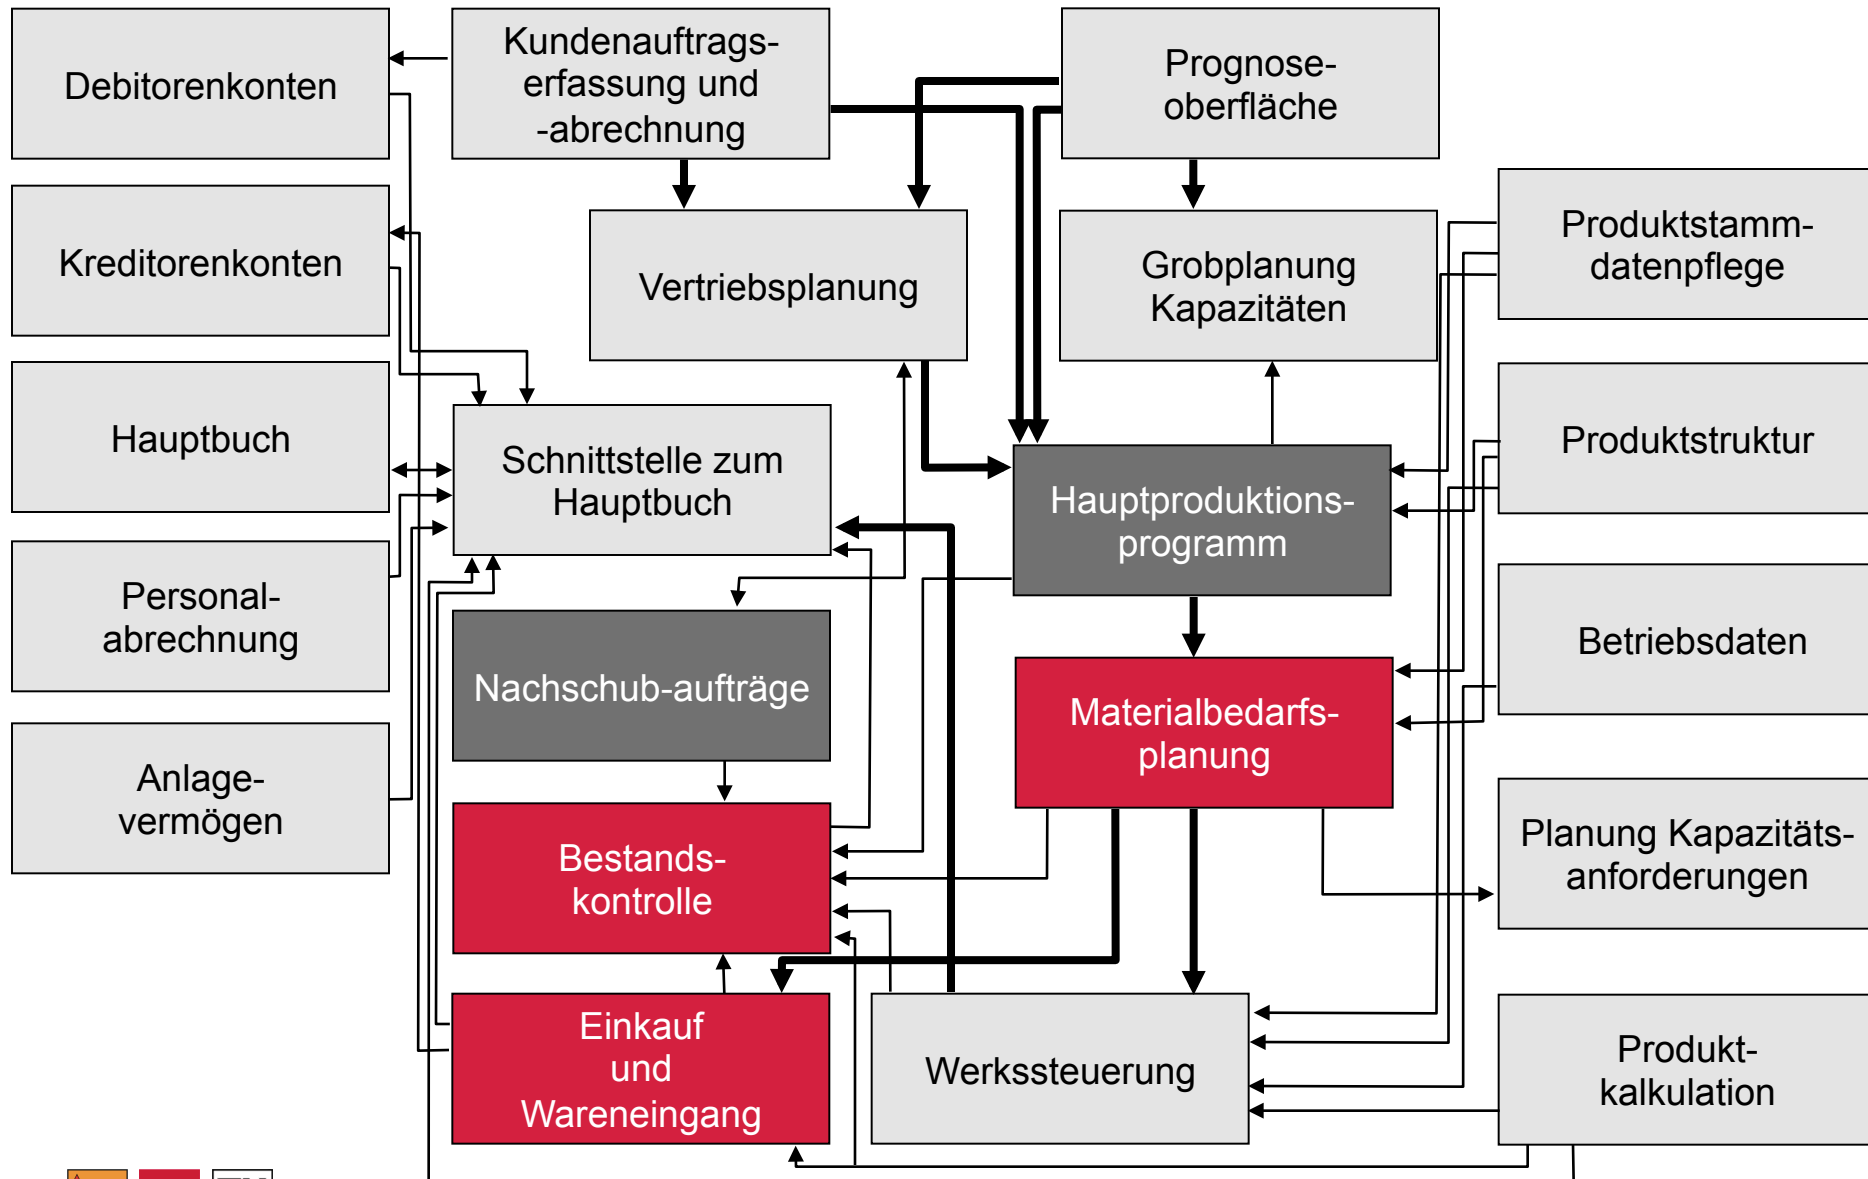 Debitorenkonten
Kundenauftrags-
erfassung und
-abrechnung
Prognose-
oberfläche
Kreditorenkonten
Vertriebsplanung
Grobplanung
Kapazitäten
Produktstamm-
datenpflege
Hauptbuch
Schnittstelle zum
Hauptbuch
Hauptproduktions-
programm
Produktstruktur
Personal-
abrechnung
Nachschub-aufträge
Materialbedarfs-
planung
Betriebsdaten
Anlage-
vermögen
Bestands-
kontrolle
Planung Kapazitäts-
anforderungen
Einkauf
und
Wareneingang
Werkssteuerung
Produkt-
kalkulation